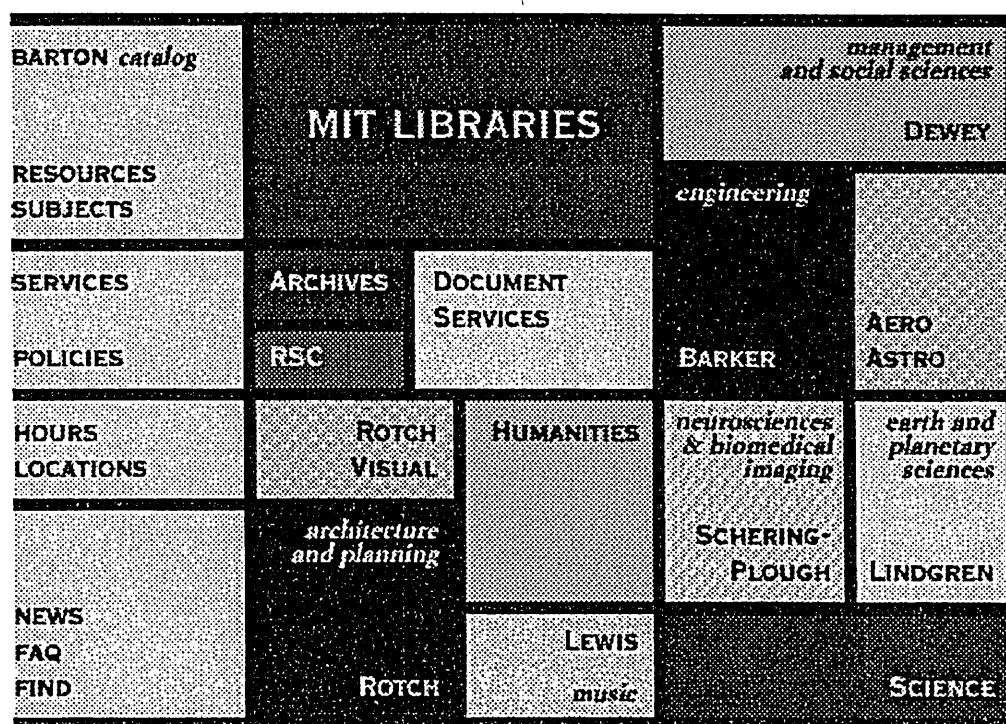 BARTON catalog
RESOURCES
SUBJECTS
SERVICES
POLICIES
HOURS
LOCATIONS
NEWS
FAQ
FIND
MIT LIBRARIES
ARCHIVES
RSC
DOCUMENT
SERVICES
ROTCH
VISUAL
architecture
and planning
ROTCH
HUMANITIES
LEWIS
music
management
and social sciences
DEWEY
engineering
BARKER
AERO
ASTRO
neurosciences
& biomedical
imaging
SCHERING-
PLOUGH
earth and
planetary
sciences
LINDGREN
SCIENCE